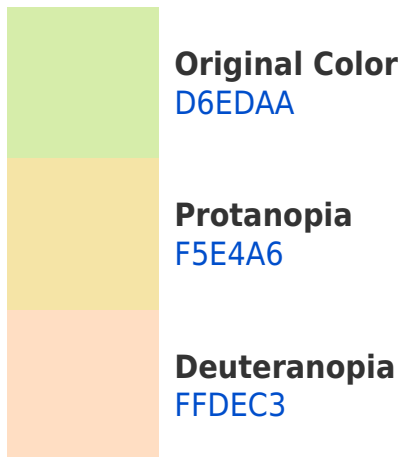 Original Color
D6EDAA
Protanopia
F5E4A6
Deuteranopia
FFDEC3